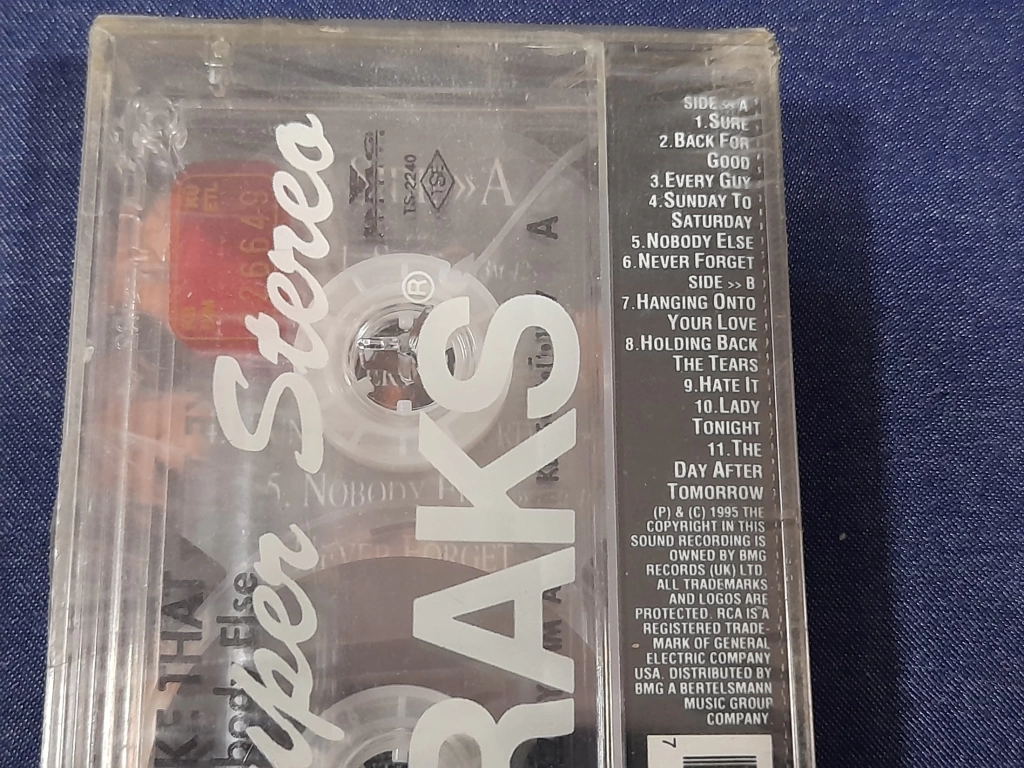 SIDE >> A
1.SURE
2.BACK FOR
GOOD
3.EVERY GUY
4.SUNDAY TO
SATURDAY
5.NOBODY ELSE
6.NEVER FORGET
SIDE >> B
7.HANGING ONTO
YOUR LOVE
8.HOLDING BACK
THE TEARS
9.HATE IT
10.LADY
TONIGHT
11.THE
DAY AFTER
TOMORROW
(P) & (C) 1995 THE
COPYRIGHT IN THIS
SOUND RECORDING IS
OWNED BY BMG
RECORDS (UK) LTD.
ALL TRADEMARKS
AND LOGOS ARE
PROTECTED. RCA IS A
REGISTERED TRADE-
MARK OF GENERAL
ELECTRIC COMPANY
USA. DISTRIBUTED BY
BMG A BERTELSMANN
MUSIC GROUP
COMPANY.
7
Stereo
RAKS®
TS-2240
TSE
>>A
A
26649
5. NOBODY
FORGET
Else